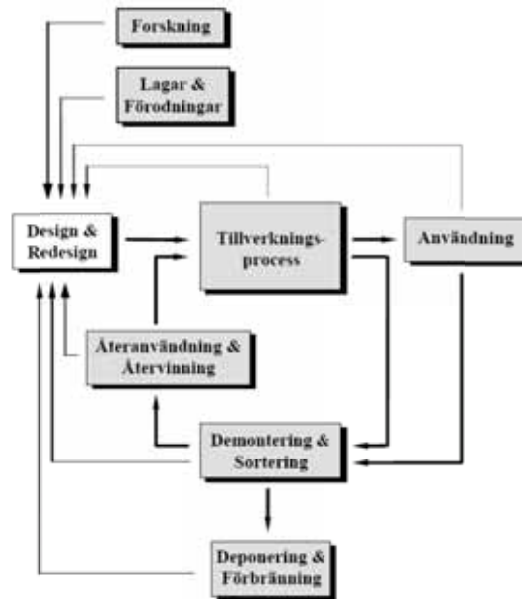 Forskning
Lagar &
Förodningar
Design &
Redesign
Tillverknings-
process
Användning
Återanvändning &
Återvinning
Demontering &
Sortering
Deponering &
Förbränning